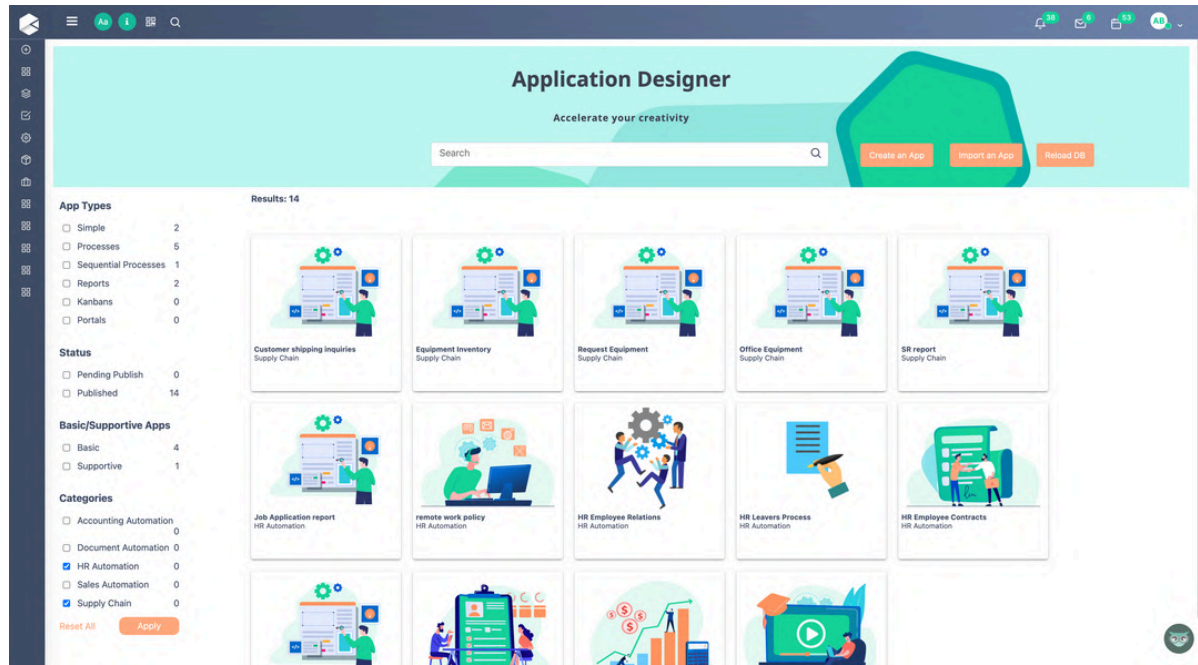 Aa
i
38
6
53
AB
Application Designer
Accelerate your creativity
Search
Create an App
Import an App
Reload DB
App Types
Simple 2
Processes 5
Sequential Processes 1
Reports 2
Kanbans 0
Portals 0
Status
Pending Publish 0
Published 14
Basic/Supportive Apps
Basic 4
Supportive 1
Categories
Accounting Automation
0
Document Automation 0
HR Automation 0
Sales Automation 0
Supply Chain 0
Reset All
Apply
Results: 14
Customer shipping inquiries
Supply Chain
Equipment Inventory
Supply Chain
Request Equipment
Supply Chain
Office Equipment
Supply Chain
SR report
Supply Chain
Job Application report
HR Automation
remote work policy
HR Automation
HR Employee Relations
HR Automation
HR Leavers Process
HR Automation
HR Employee Contracts
HR Automation